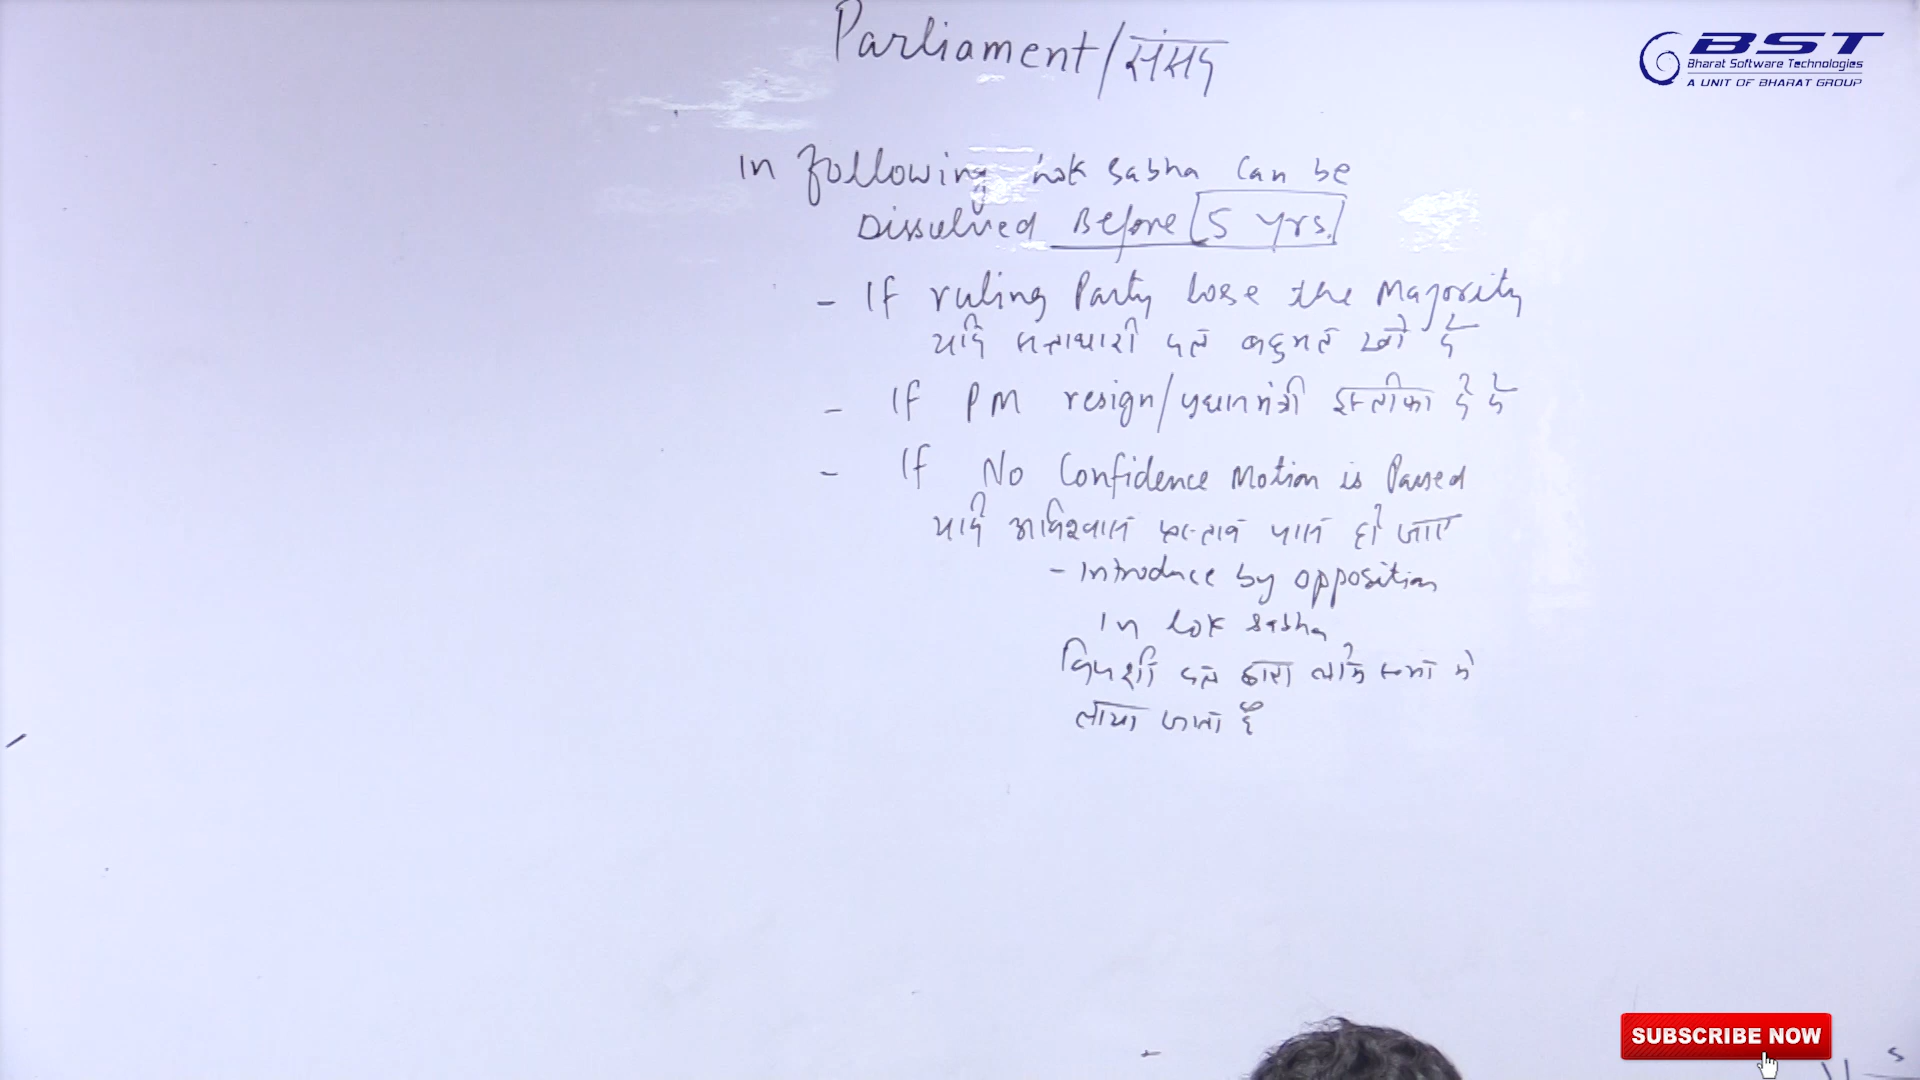 Parliament/संसद
BST
Bharat Software Technologies
A UNIT OF BHARAT GROUP
In following Lok Sabha Can be
Dissolved Before 5 yrs.
- If ruling Party lose the Majority
यदि सत्ताधारी दल बहुमत खो दे
- If PM resign/प्रधानमंत्री इस्तीफा दे दे
- If No Confidence Motion is Passed
यदि अविश्वास प्रस्ताव पास हो जाए
- Introduce by opposition
In Lok Sabha
विपक्षी दल द्वारा लोक सभा में
लाया जाता है
SUBSCRIBE NOW